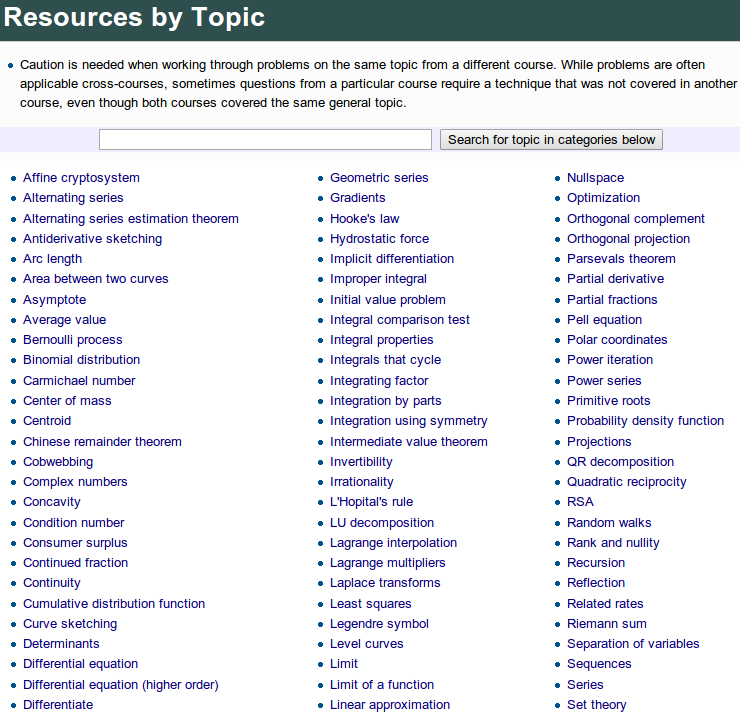 Resources by Topic
Caution is needed when working through problems on the same topic from a different course. While problems are often
applicable cross-courses, sometimes questions from a particular course require a technique that was not covered in another
course, even though both courses covered the same general topic.
Search for topic in categories below
Affine cryptosystem
Alternating series
Alternating series estimation theorem
Antiderivative sketching
Arc length
Area between two curves
Asymptote
Average value
Bernoulli process
Binomial distribution
Carmichael number
Center of mass
Centroid
Chinese remainder theorem
Cobwebbing
Complex numbers
Concavity
Condition number
Consumer surplus
Continued fraction
Continuity
Cumulative distribution function
Curve sketching
Determinants
Differential equation
Differential equation (higher order)
Differentiate
Geometric series
Gradients
Hooke's law
Hydrostatic force
Implicit differentiation
Improper integral
Initial value problem
Integral comparison test
Integral properties
Integrals that cycle
Integrating factor
Integration by parts
Integration using symmetry
Intermediate value theorem
Invertibility
Irrationality
L'Hopital's rule
LU decomposition
Lagrange interpolation
Lagrange multipliers
Laplace transforms
Least squares
Legendre symbol
Level curves
Limit
Limit of a function
Linear approximation
Nullspace
Optimization
Orthogonal complement
Orthogonal projection
Parsevals theorem
Partial derivative
Partial fractions
Pell equation
Polar coordinates
Power iteration
Power series
Primitive roots
Probability density function
Projections
QR decomposition
Quadratic reciprocity
RSA
Random walks
Rank and nullity
Recursion
Reflection
Related rates
Riemann sum
Separation of variables
Sequences
Series
Set theory